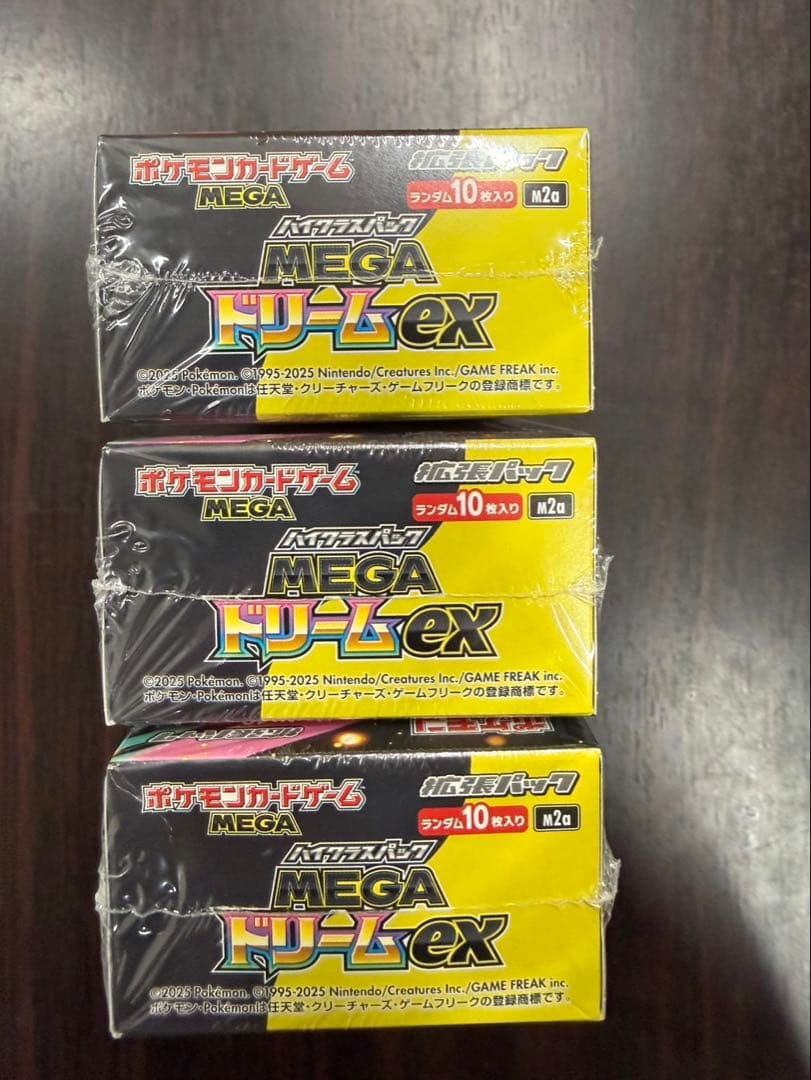 ポケモンカードゲーム
MEGA
拡張パック
ランダム10枚入り M2a
ハイクラスパック
MEGA
ドリームex
©2025 Pokémon. ©1995-2025 Nintendo/Creatures Inc./GAME FREAK inc.
ポケモン・Pokémonは任天堂・クリーチャーズ・ゲームフリークの登録商標です。
ポケモンカードゲーム
MEGA
拡張パック
ランダム10枚入り M2a
ハイクラスパック
MEGA
ドリームex
©2025 Pokémon. ©1995-2025 Nintendo/Creatures Inc./GAME FREAK inc.
ポケモン・Pokémonは任天堂・クリーチャーズ・ゲームフリークの登録商標です。
ポケモン
ポケモンカードゲーム
MEGA
拡張パック
ランダム10枚入り M2a
ハイクラスパック
MEGA
ドリームex
©2025 Pokémon. ©1995-2025 Nintendo/Creatures Inc./GAME FREAK inc.
ポケモン・Pokémonは任天堂・クリーチャーズ・ゲームフリークの登録商標です。